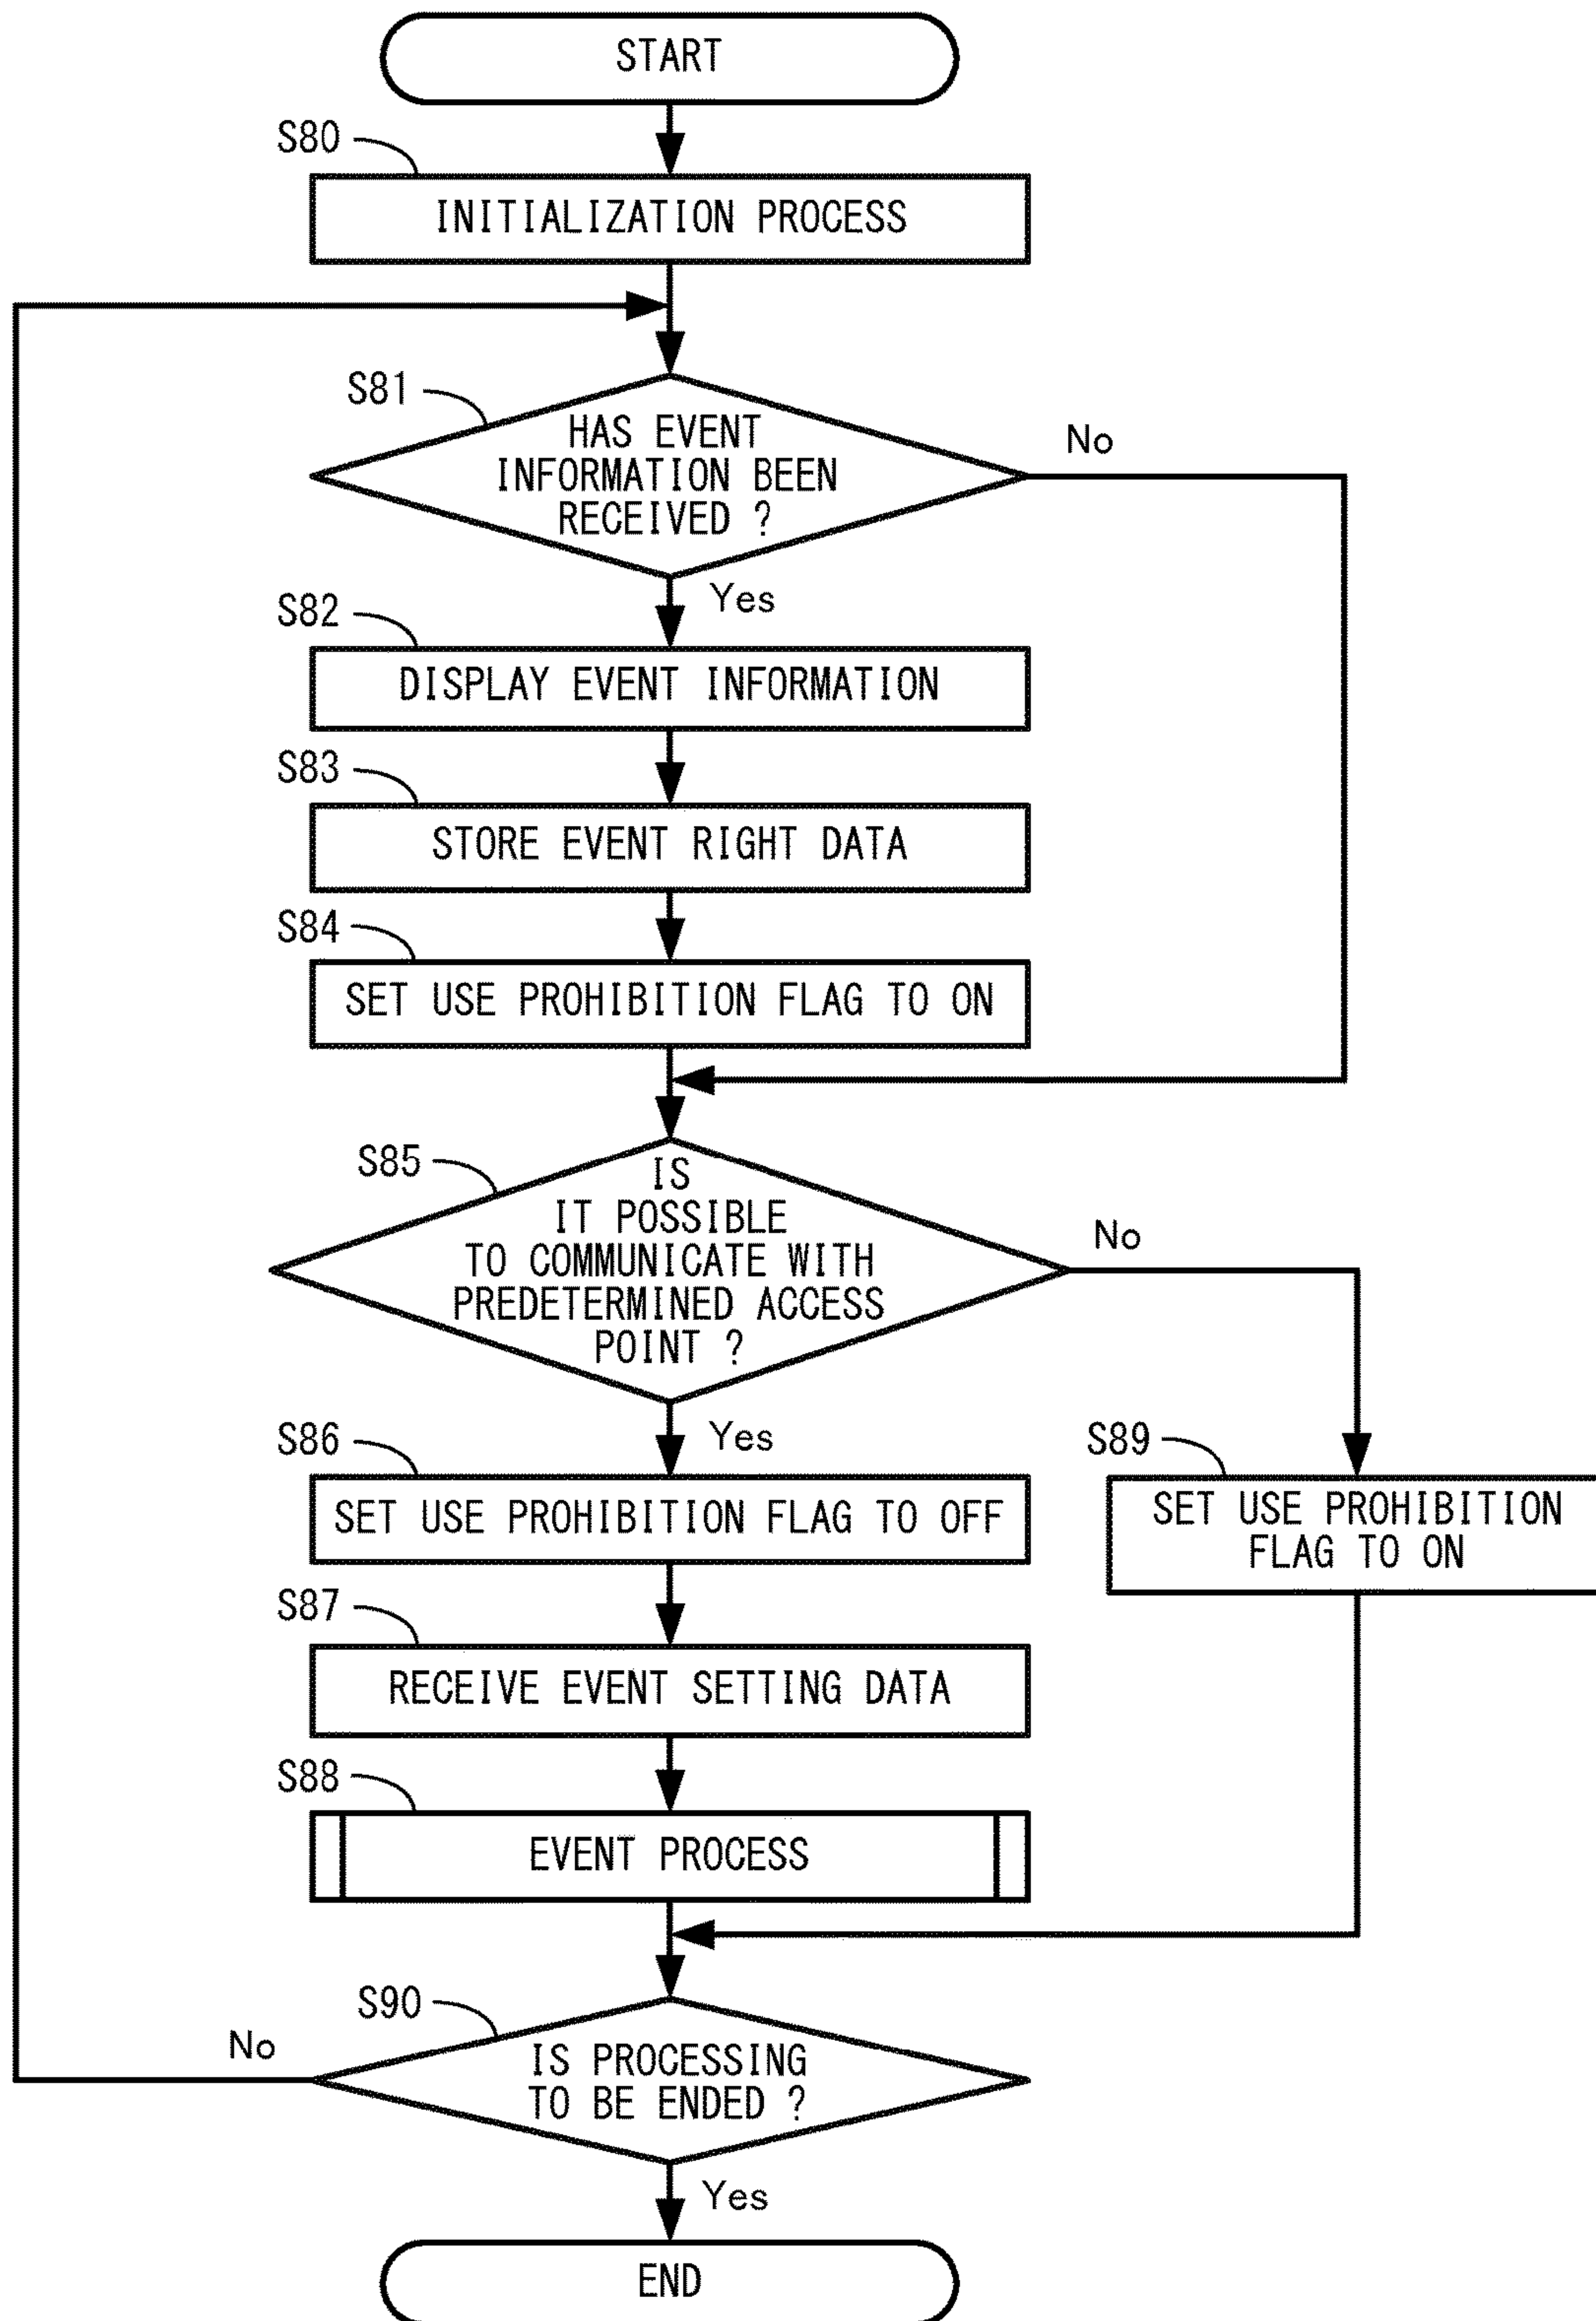 START
S80
INITIALIZATION PROCESS
S81
HAS EVENT
INFORMATION BEEN
RECEIVED ?
No
Yes
S82
DISPLAY EVENT INFORMATION
S83
STORE EVENT RIGHT DATA
S84
SET USE PROHIBITION FLAG TO ON
S85
IS
IT POSSIBLE
TO COMMUNICATE WITH
PREDETERMINED ACCESS
POINT ?
No
Yes
S86
SET USE PROHIBITION FLAG TO OFF
S89
SET USE PROHIBITION
FLAG TO ON
S87
RECEIVE EVENT SETTING DATA
S88
EVENT PROCESS
S90
IS PROCESSING
TO BE ENDED ?
No
Yes
END